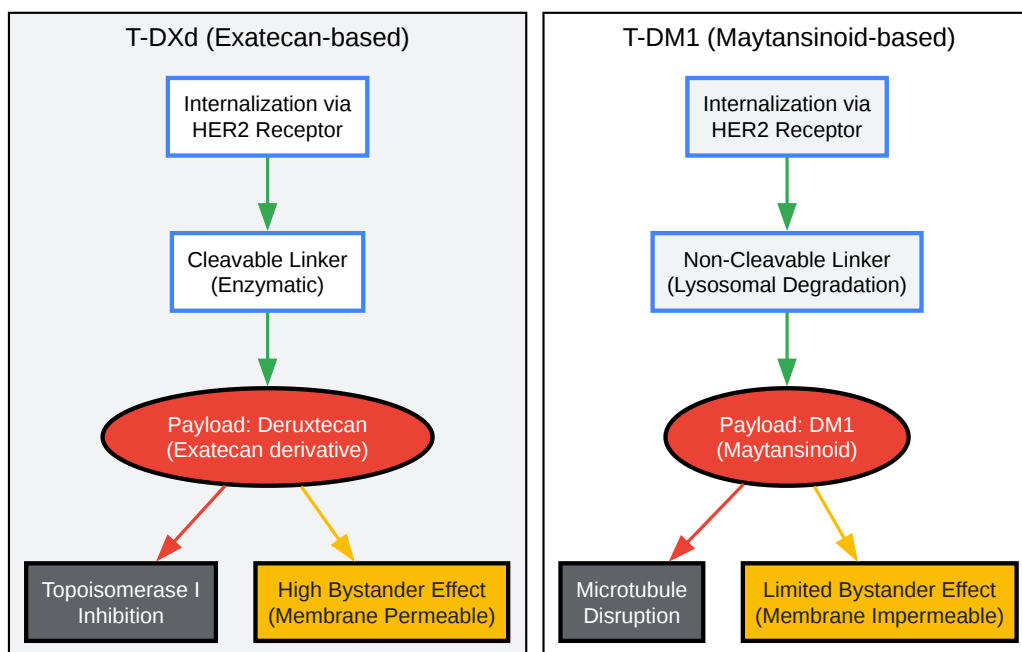 T-DXd (Exatecan-based)
Internalization via
HER2 Receptor
Cleavable Linker
(Enzymatic)
Payload: Deruxtecan
(Exatecan derivative)
Topoisomerase I
Inhibition
High Bystander Effect
(Membrane Permeable)
T-DM1 (Maytansinoid-based)
Internalization via
HER2 Receptor
Non-Cleavable Linker
(Lysosomal Degradation)
Payload: DM1
(Maytansinoid)
Microtubule
Disruption
Limited Bystander Effect
(Membrane Impermeable)